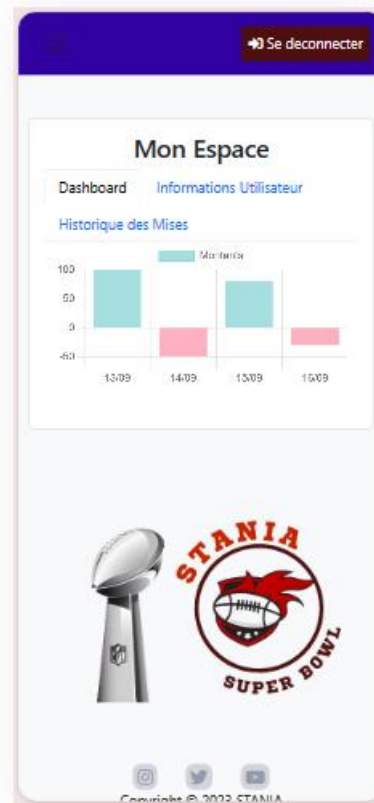 Se deconnecter
Mon Espace
Dashboard Informations Utilisateur
Historique des Mises
Montants
100
50
0
-50
13/09 14/09 15/09 16/09
STANIA
NFL
SUPER BOWL
Copyright © 2023 STANIA